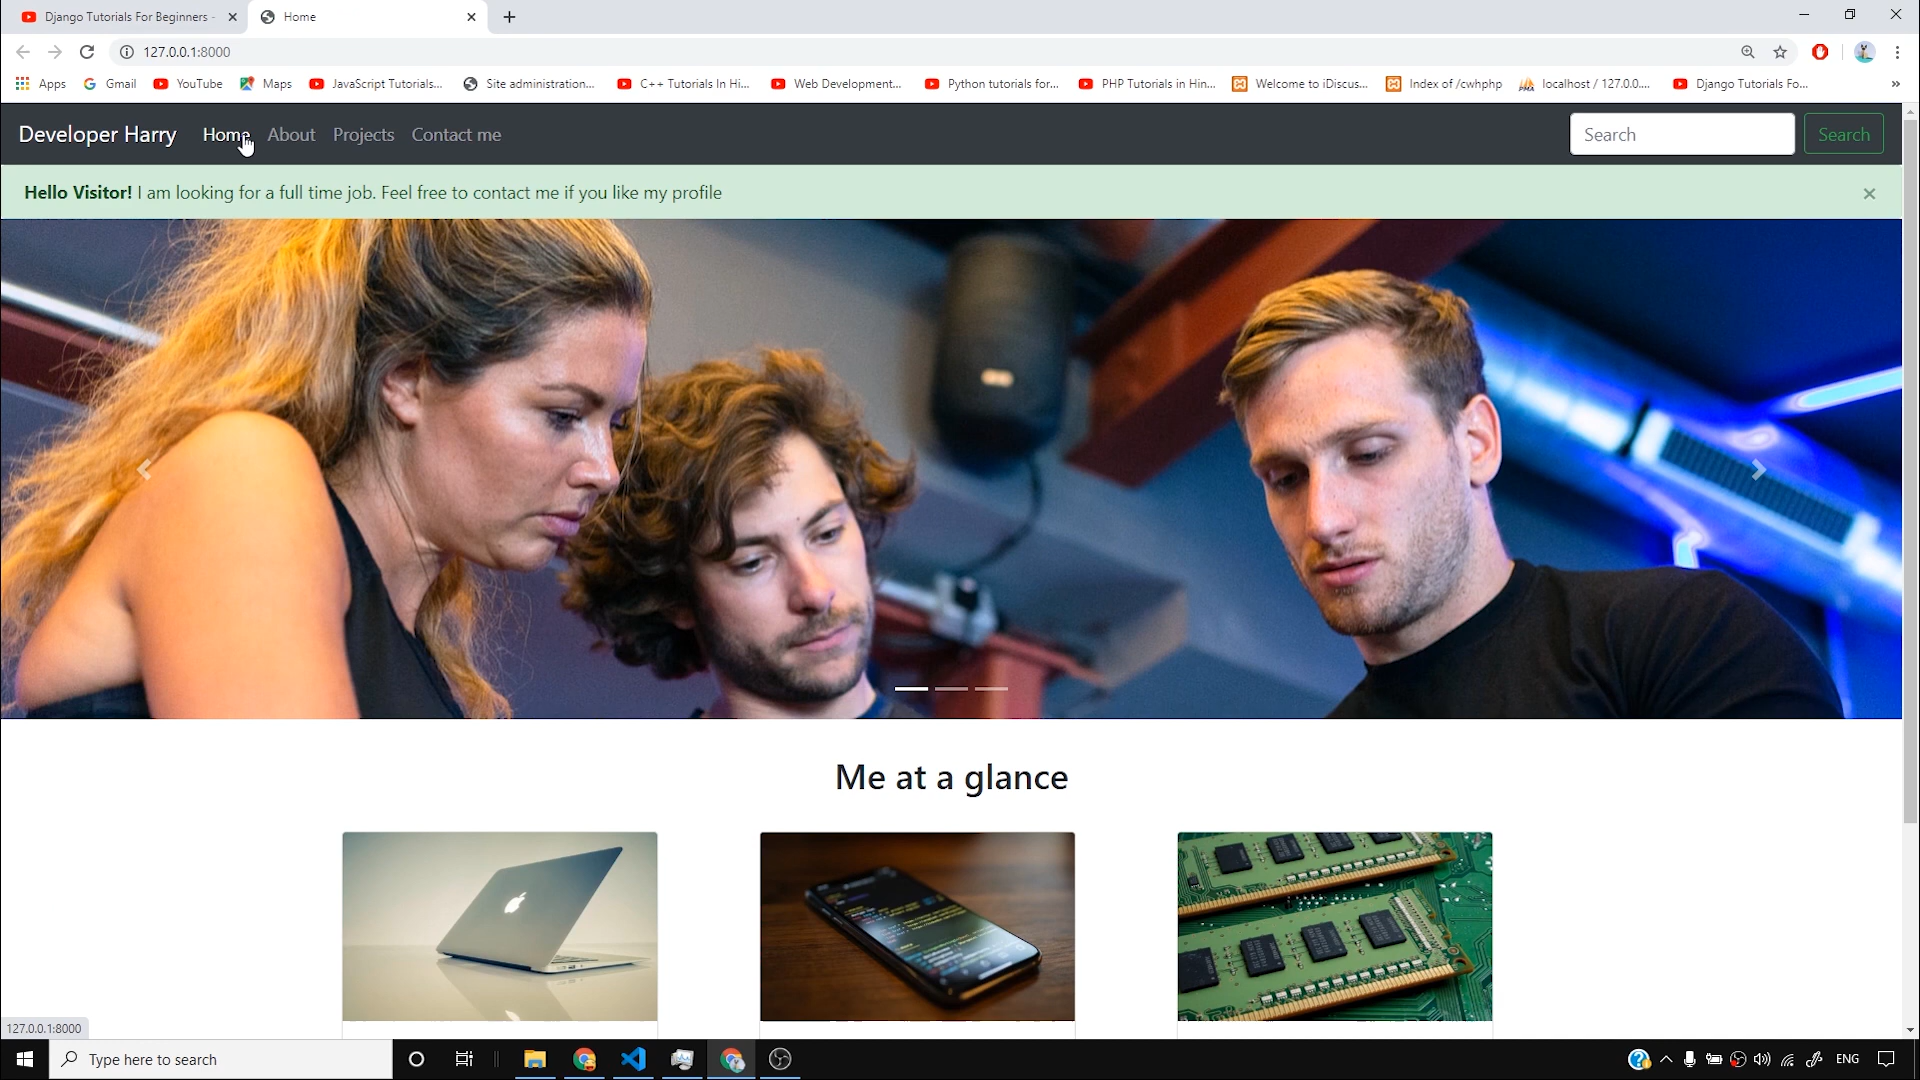 Django Tutorials For Beginners -
Home
127.0.0.1:8000
Apps
Gmail
YouTube
Maps
JavaScript Tutorials...
Site administration...
C++ Tutorials In Hi...
Web Development...
Python tutorials for...
PHP Tutorials in Hin...
Welcome to iDiscus...
Index of /cwhphp
localhost / 127.0.0....
Django Tutorials Fo...
Developer Harry
Home
About
Projects
Contact me
Search
Search
Hello Visitor! I am looking for a full time job. Feel free to contact me if you like my profile
Me at a glance
127.0.0.1:8000
Type here to search
ENG